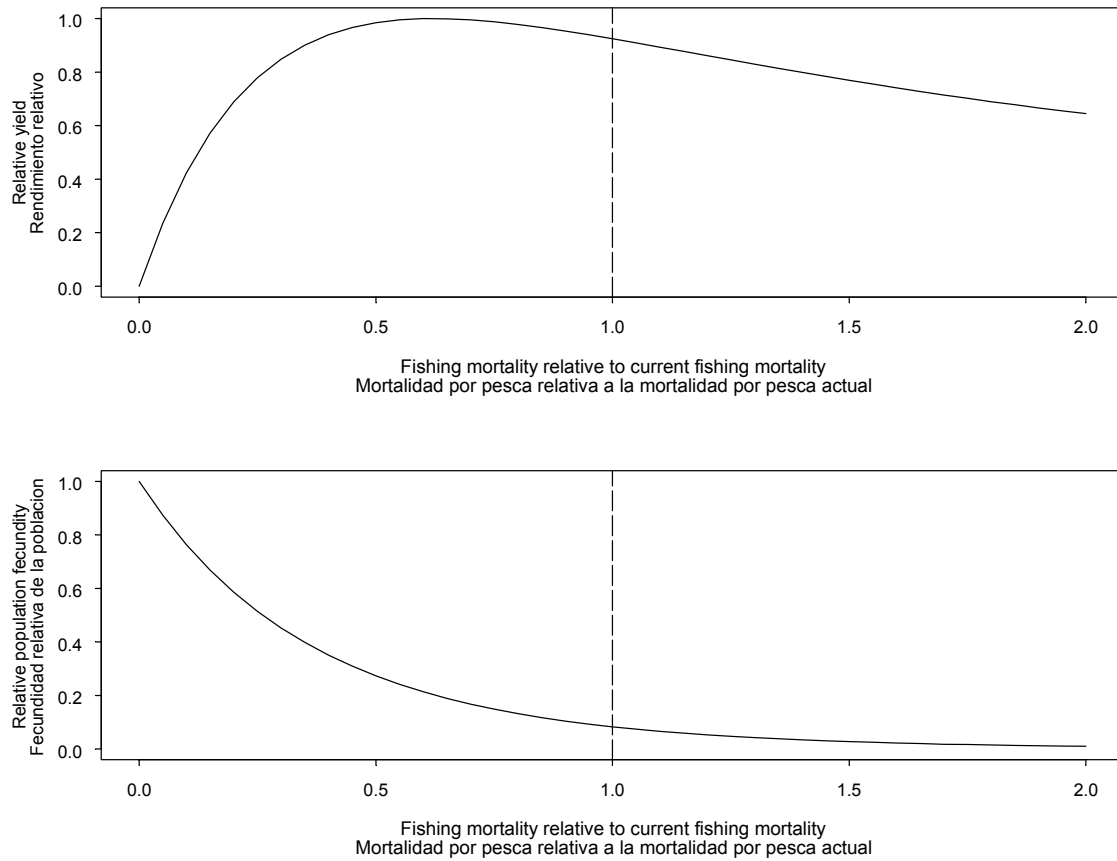 Relative yield
Rendimiento relativo
1.0
0.8
0.6
0.4
0.2
0.0
0.0 0.5 1.0 1.5 2.0
Fishing mortality relative to current fishing mortality
Mortalidad por pesca relativa a la mortalidad por pesca actual
Relative population fecundity
Fecundidad relativa de la poblacion
1.0
0.8
0.6
0.4
0.2
0.0
0.0 0.5 1.0 1.5 2.0
Fishing mortality relative to current fishing mortality
Mortalidad por pesca relativa a la mortalidad por pesca actual